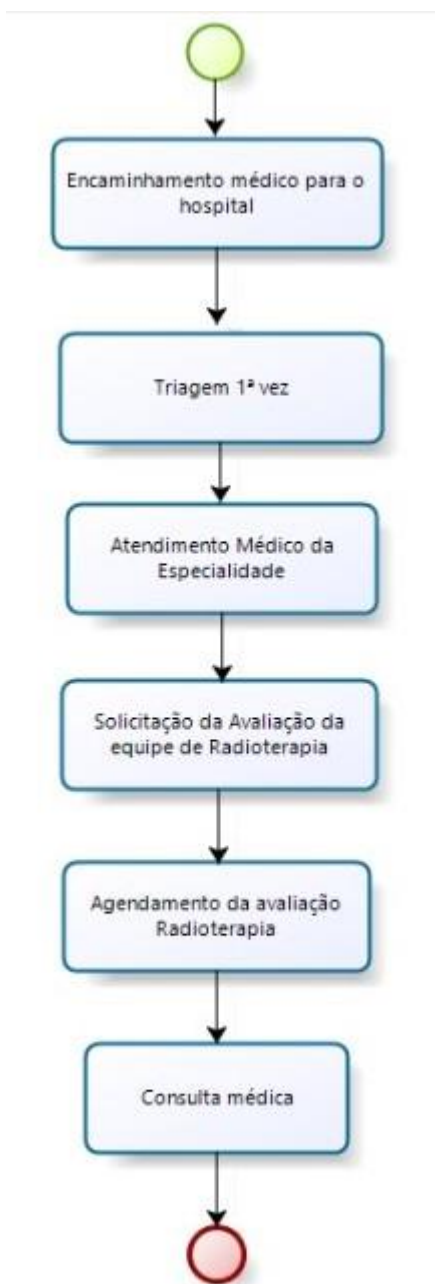 Encaminhamento médico para o
hospital
Triagem 1ª vez
Atendimento Médico da
Especialidade
Solicitação da Avaliação da
equipe de Radioterapia
Agendamento da avaliação
Radioterapia
Consulta médica